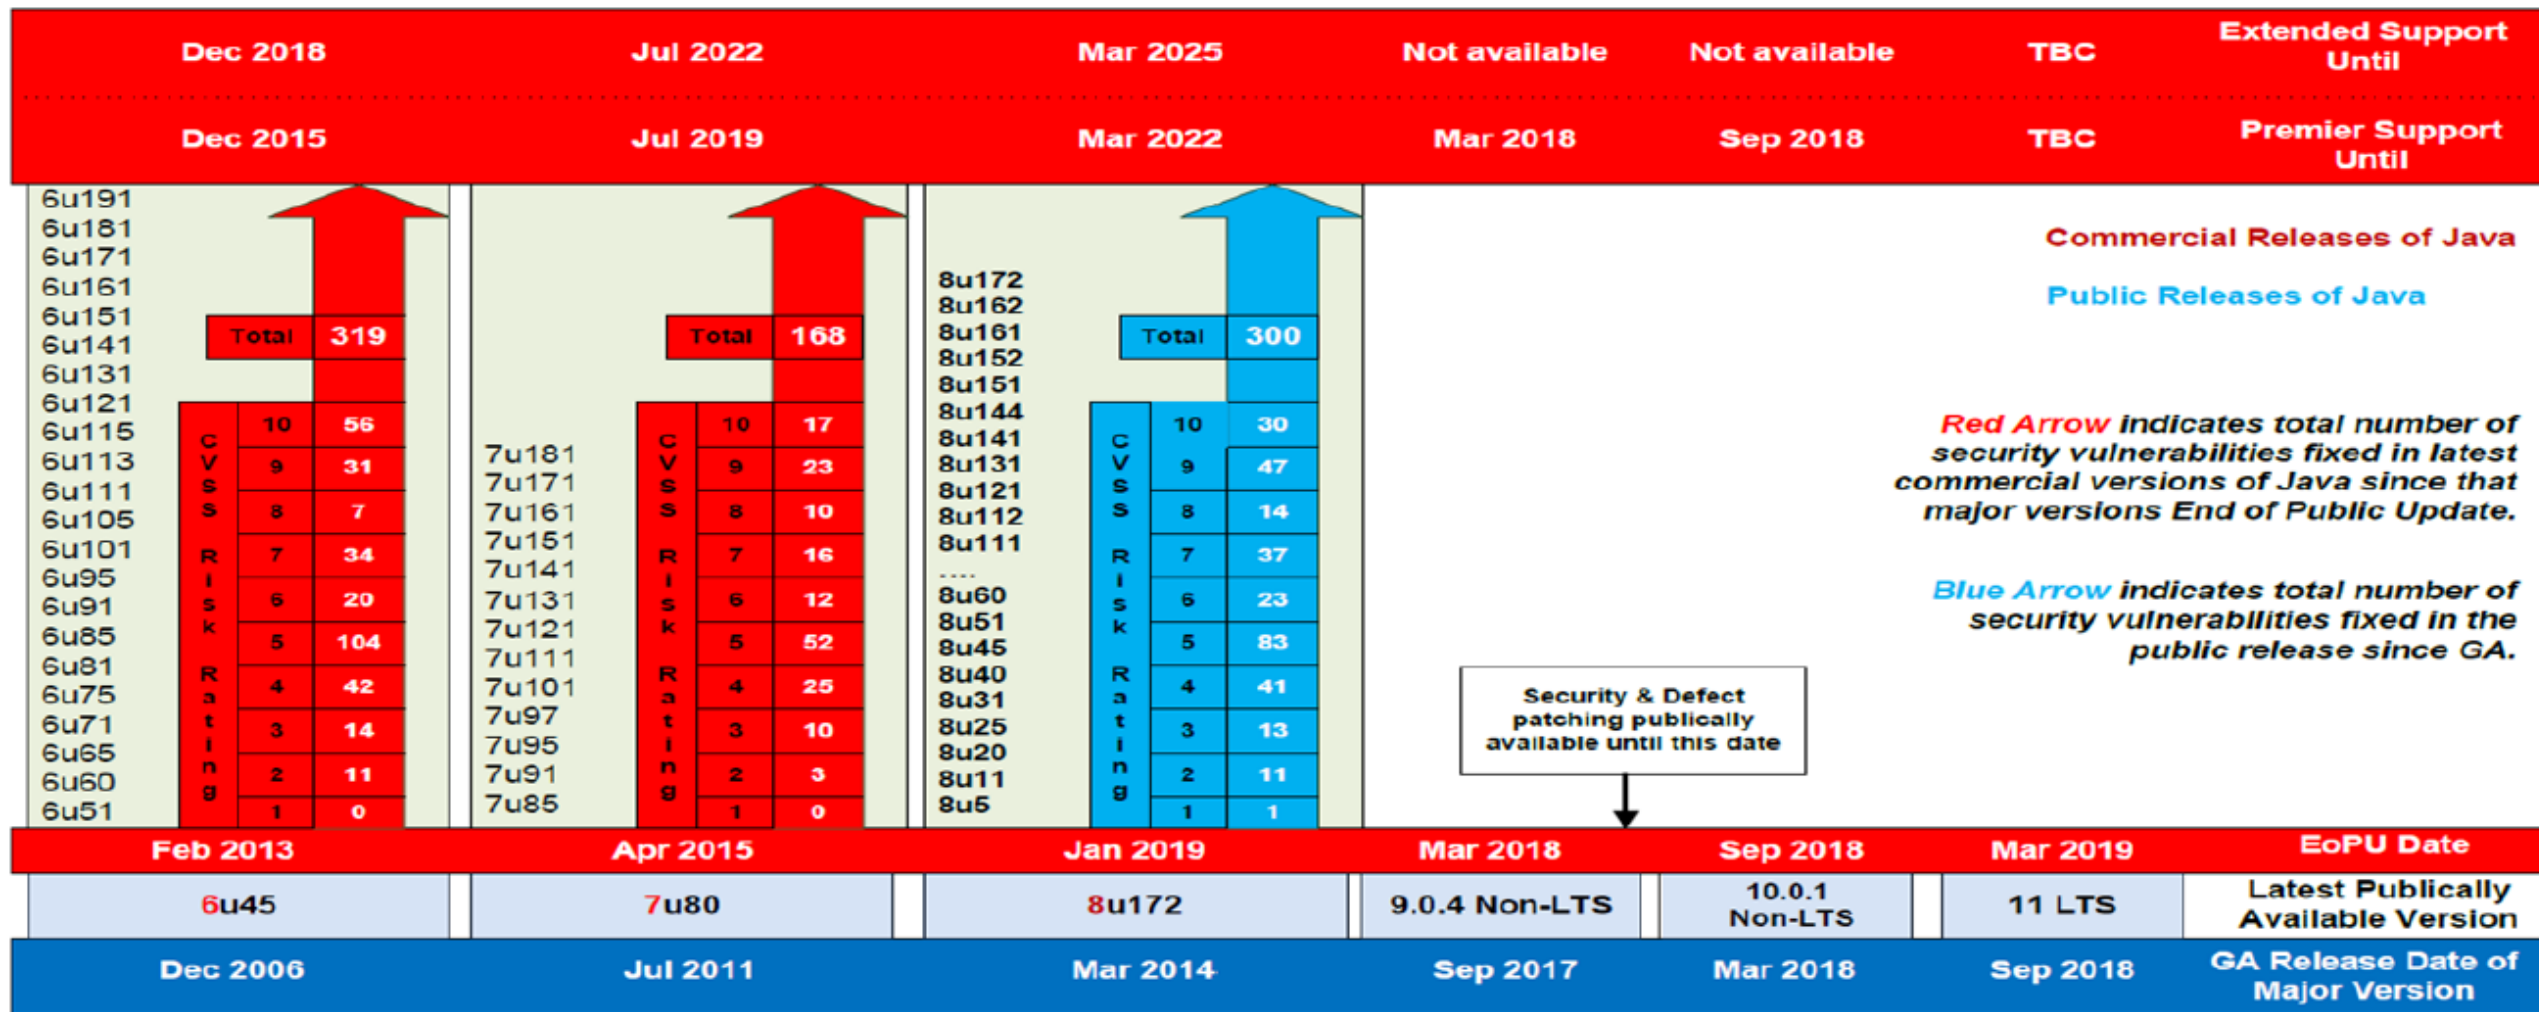 Dec 2018 Jul 2022 Mar 2025 Not available Not available TBC Extended Support
Until
Dec 2015 Jul 2019 Mar 2022 Mar 2018 Sep 2018 TBC Premier Support
Until
6u191
6u181
6u171
6u161
6u151
6u141
6u131
6u121
6u115
6u113
6u111
6u105
6u101
6u95
6u91
6u85
6u81
6u75
6u71
6u65
6u60
6u51
Total 319
CVSS Risk Rating
10 56
9 31
8 7
7 34
6 20
5 104
4 42
3 14
2 11
1 0
7u181
7u171
7u161
7u151
7u141
7u131
7u121
7u111
7u101
7u97
7u95
7u91
7u85
Total 168
CVSS Risk Rating
10 17
9 23
8 10
7 16
6 12
5 52
4 25
3 10
2 3
1 0
8u172
8u162
8u161
8u152
8u151
8u144
8u141
8u131
8u121
8u112
8u111
....
8u60
8u51
8u45
8u40
8u31
8u25
8u20
8u11
8u5
Total 300
CVSS Risk Rating
10 30
9 47
8 14
7 37
6 23
5 83
4 41
3 13
2 11
1 1
Commercial Releases of Java
Public Releases of Java
Red Arrow indicates total number of
security vulnerabilities fixed in latest
commercial versions of Java since that
major versions End of Public Update.
Blue Arrow indicates total number of
security vulnerabilities fixed in the
public release since GA.
Security & Defect
patching publically
available until this date
Feb 2013 Apr 2015 Jan 2019 Mar 2018 Sep 2018 Mar 2019 EoPU Date
6u45 7u80 8u172 9.0.4 Non-LTS 10.0.1
Non-LTS 11 LTS Latest Publically
Available Version
Dec 2006 Jul 2011 Mar 2014 Sep 2017 Mar 2018 Sep 2018 GA Release Date of
Major Version